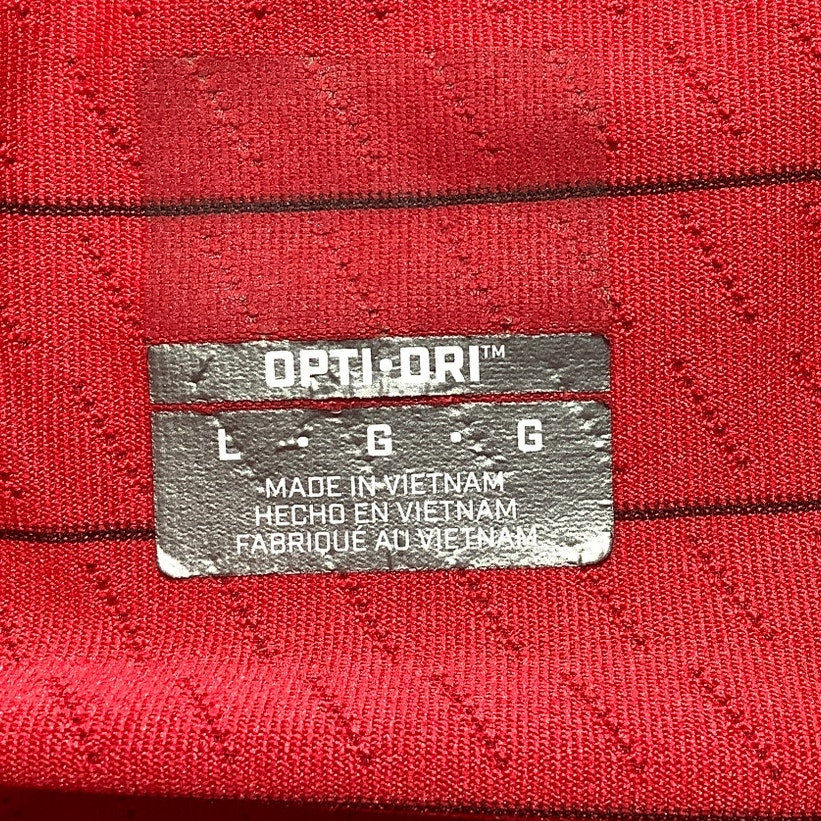 OPTI•DRI™
L • G • G
MADE IN VIETNAM
HECHO EN VIETNAM
FABRIQUÉ AU VIETNAM